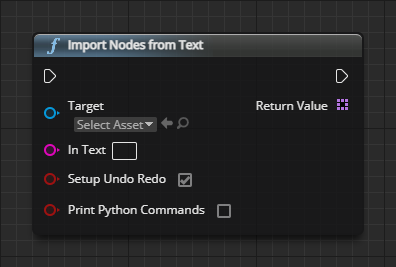 Import Nodes from Text
Target
Select Asset
Return Value
In Text
Setup Undo Redo
Print Python Commands